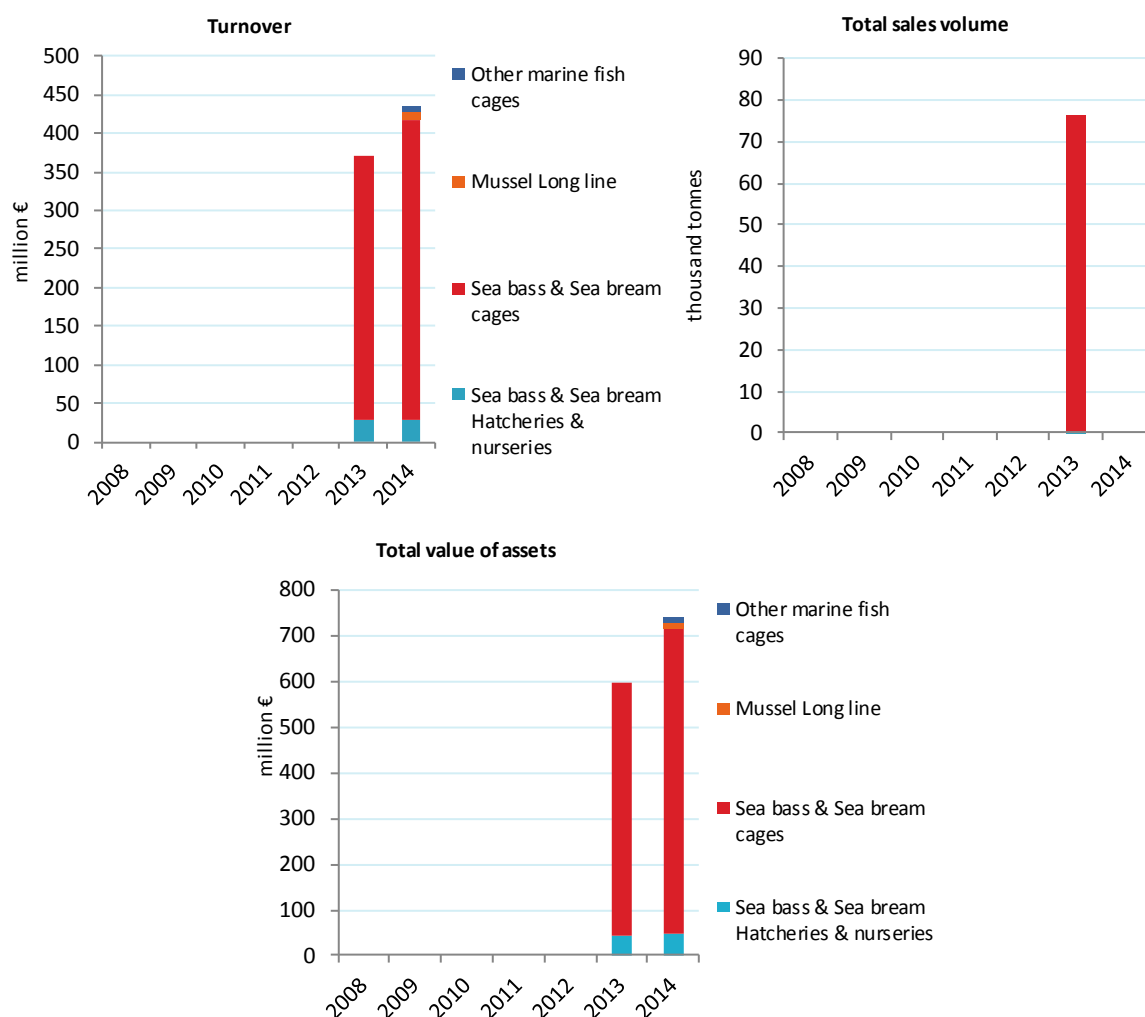 Turnover
500
450
400
350
300
250
200
150
100
50
0
million €
2008
2009
2010
2011
2012
2013
2014
Other marine fish
cages
Mussel Long line
Sea bass & Sea bream
cages
Sea bass & Sea bream
Hatcheries &
nurseries
Total sales volume
90
80
70
60
50
40
30
20
10
0
thousand tonnes
2008
2009
2010
2011
2012
2013
2014
Total value of assets
800
700
600
500
400
300
200
100
0
million €
2008
2009
2010
2011
2012
2013
2014
Other marine fish
cages
Mussel Long line
Sea bass & Sea bream
cages
Sea bass & Sea bream
Hatcheries & nurseries